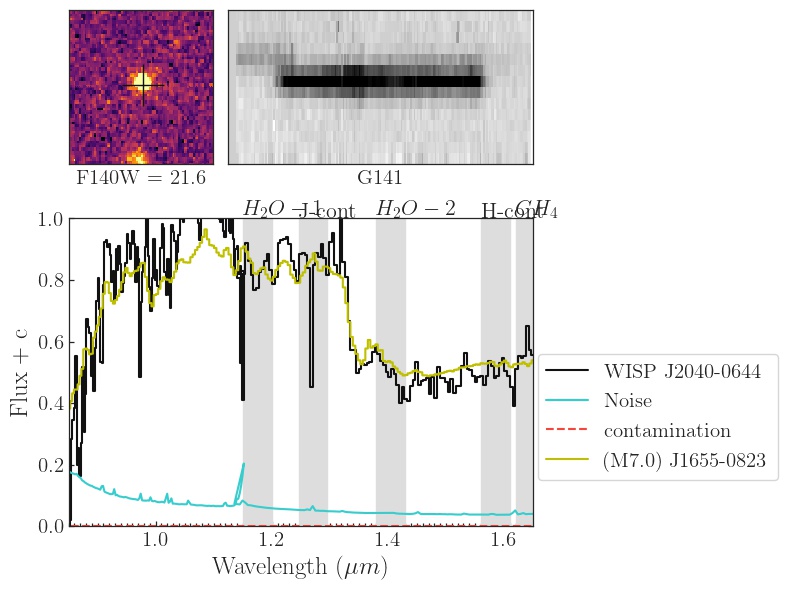 F140W = 21.6
G141
H₂O − 1
J-cont
H₂O − 2
H-cont
CH₄
1.0
0.8
0.6
0.4
0.2
0.0
Flux + c
1.0
1.2
1.4
1.6
Wavelength (μm)
WISP J2040-0644
Noise
contamination
(M7.0) J1655-0823